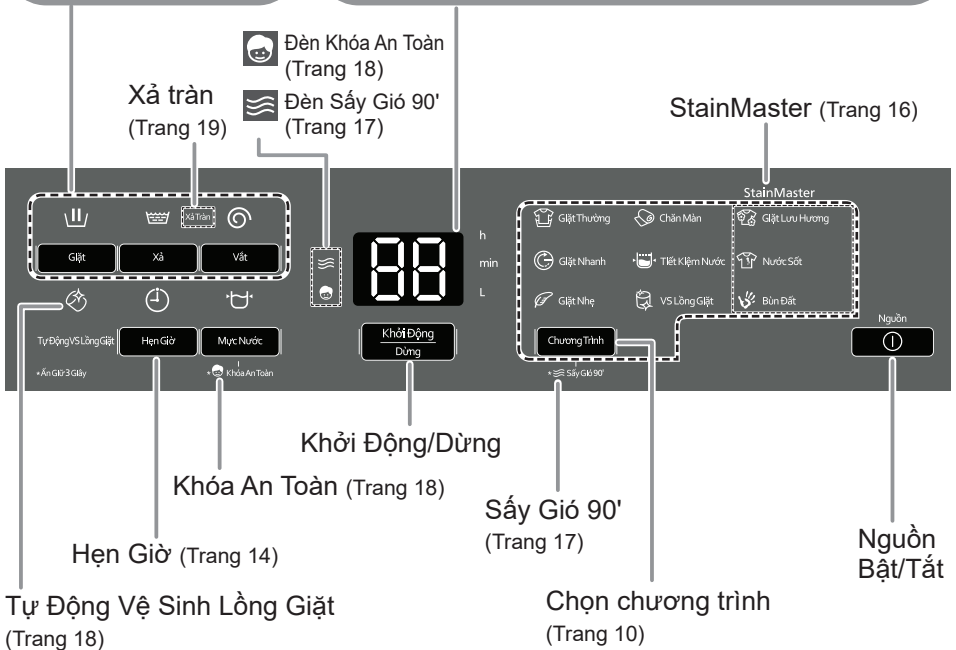 Đèn Khóa An Toàn
(Trang 18)
Đèn Sấy Gió 90'
(Trang 17)
Xả tràn
(Trang 19)
StainMaster (Trang 16)
StainMaster
Xả Tràn
Giặt Thường
Chăn Màn
Giặt Lưu Hương
88
h
min
L
Giặt
Xả
Vắt
Giặt Nhanh
Tiết Kiệm Nước
Nước Sốt
Giặt Nhẹ
VS Lồng Giặt
Bùn Đất
Nguồn
Tự Động VS Lồng Giặt
Hẹn Giờ
Mực Nước
Khởi Động
Dừng
Chương Trình
*Ấn Giữ 3 Giây
* Khóa An Toàn
* Sấy Gió 90'
Khởi Động/Dừng
Khóa An Toàn (Trang 18)
Sấy Gió 90'
(Trang 17)
Hẹn Giờ (Trang 14)
Nguồn
Bật/Tắt
Tự Động Vệ Sinh Lồng Giặt
(Trang 18)
Chọn chương trình
(Trang 10)